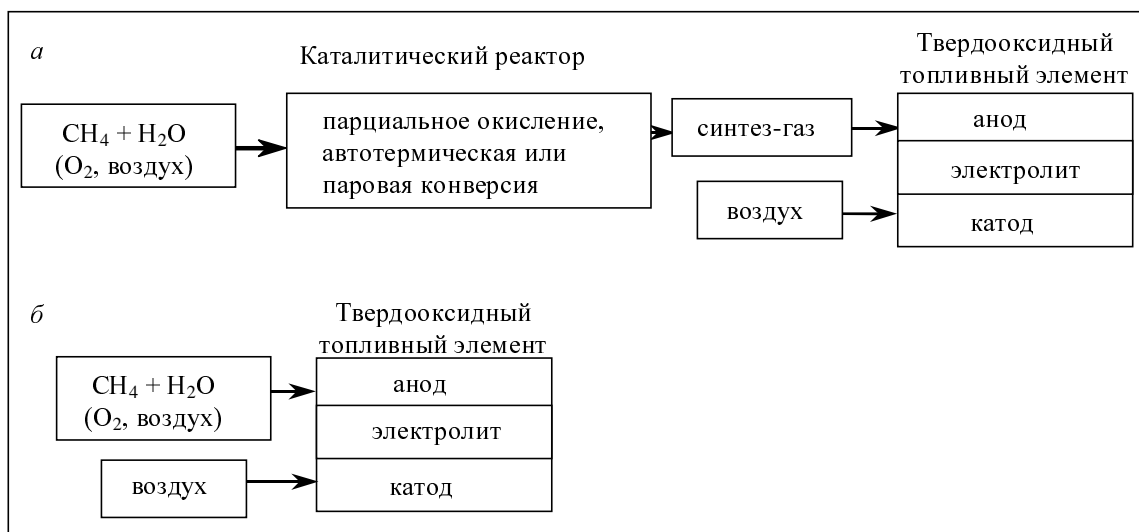 а
Каталитический реактор
Твердооксидный
топливный элемент
CH₄ + H₂O
(O₂, воздух)
парциальное окисление,
автотермическая или
паровая конверсия
синтез-газ
воздух
анод
электролит
катод
б
Твердооксидный
топливный элемент
CH₄ + H₂O
(O₂, воздух)
воздух
анод
электролит
катод